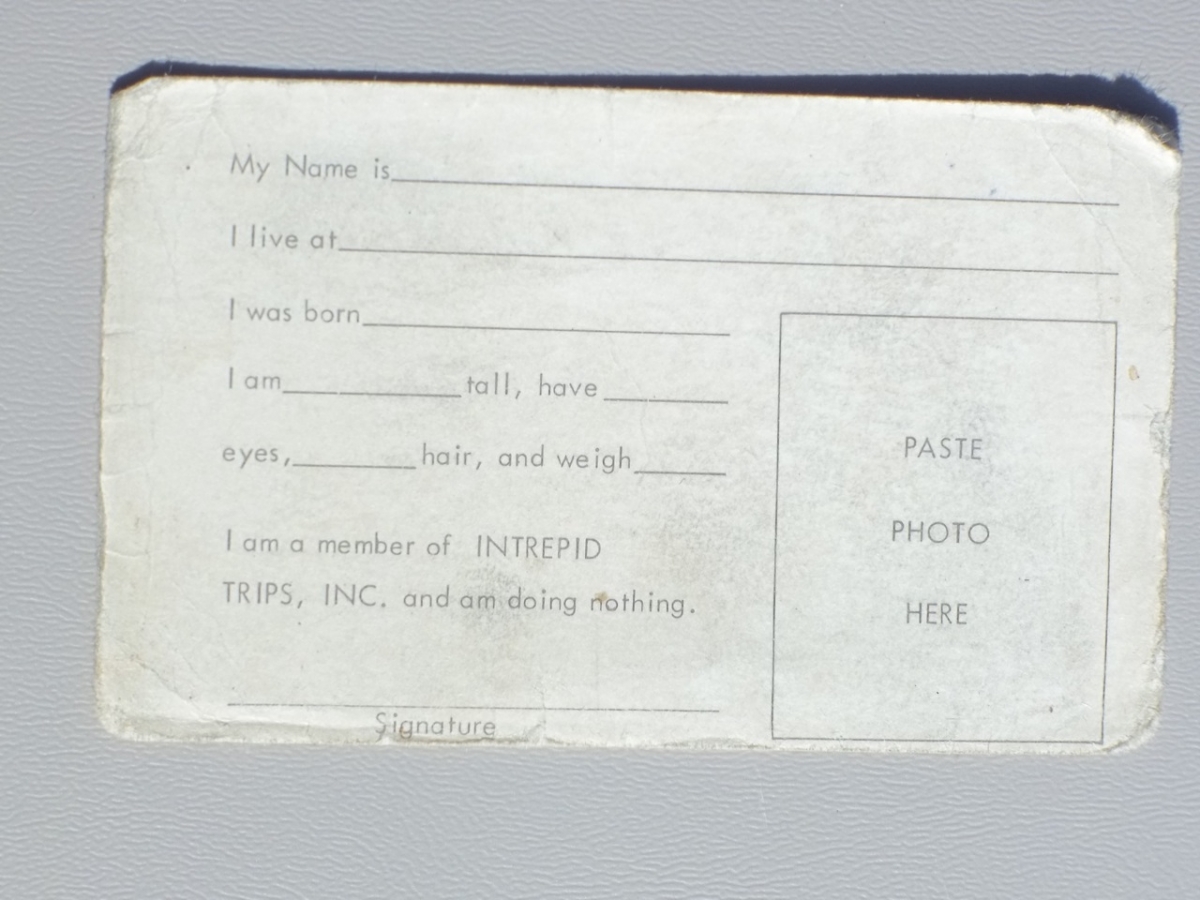 My Name is
I live at
I was born
I am tall, have
eyes, hair, and weigh
I am a member of INTREPID
TRIPS, INC. and am doing nothing.
Signature
PASTE
PHOTO
HERE